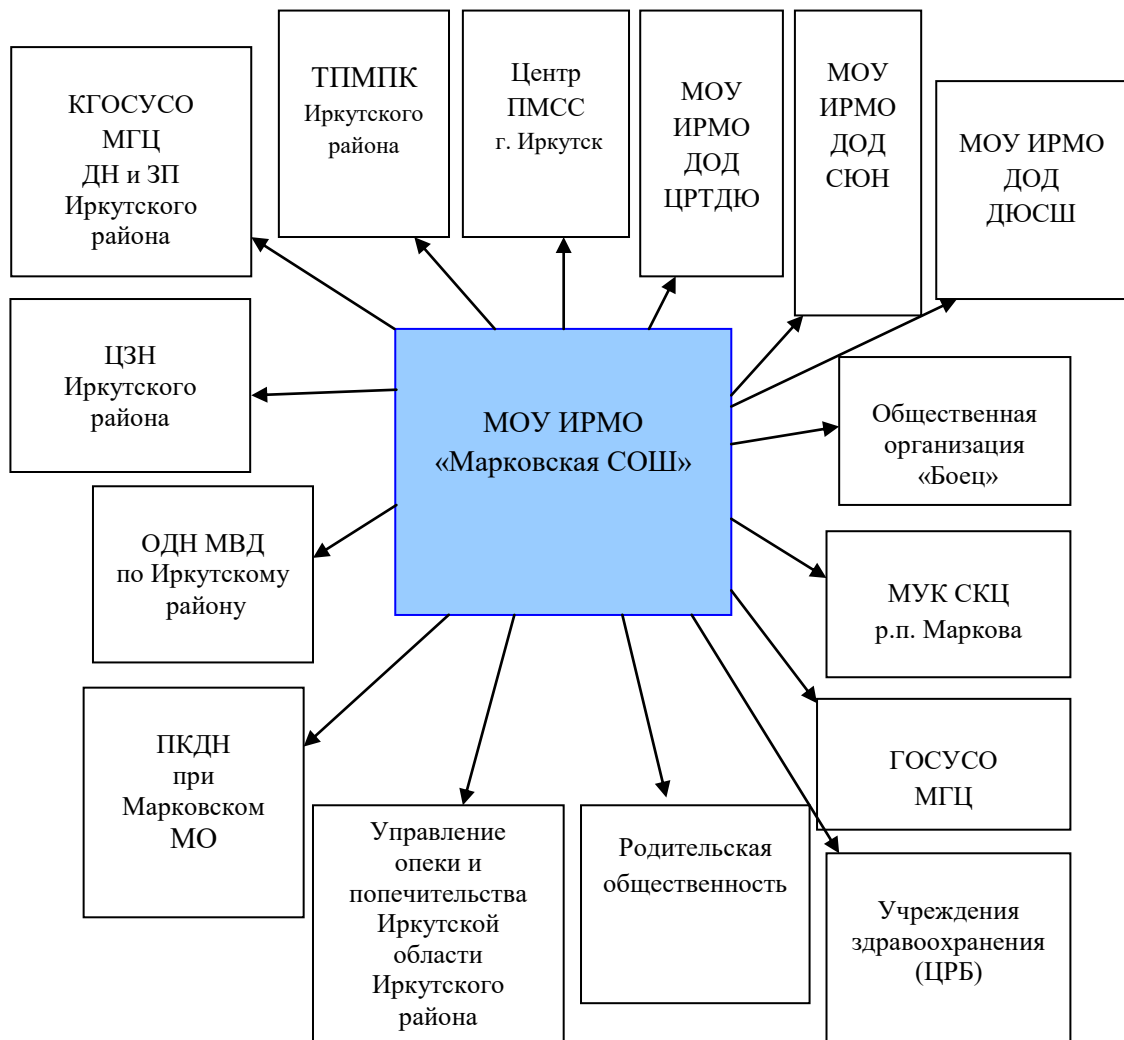 КГОСУСО
МГЦ
ДН и ЗП
Иркутского
района
ТПМПК
Иркутского
района
Центр
ПМСС
г. Иркутск
МОУ
ИРМО
ДОД
ЦРТДЮ
МОУ
ИРМО
ДОД
СЮН
МОУ ИРМО
ДОД
ДЮСШ
ЦЗН
Иркутского
района
МОУ ИРМО
«Марковская СОШ»
Общественная
организация
«Боец»
ОДН МВД
по Иркутскому
району
МУК СКЦ
р.п. Маркова
ПКДН
при
Марковском
МО
ГОСУСО
МГЦ
Управление
опеки и
попечительства
Иркутской
области
Иркутского
района
Родительская
общественность
Учреждения
здравоохранения
(ЦРБ)